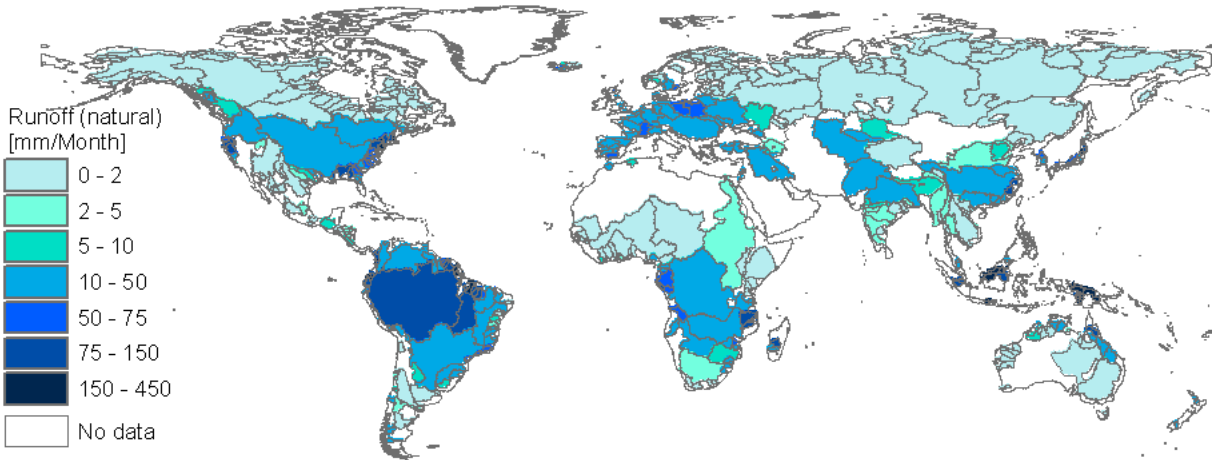 Runoff (natural)
[mm/Month]
0 - 2
2 - 5
5 - 10
10 - 50
50 - 75
75 - 150
150 - 450
No data